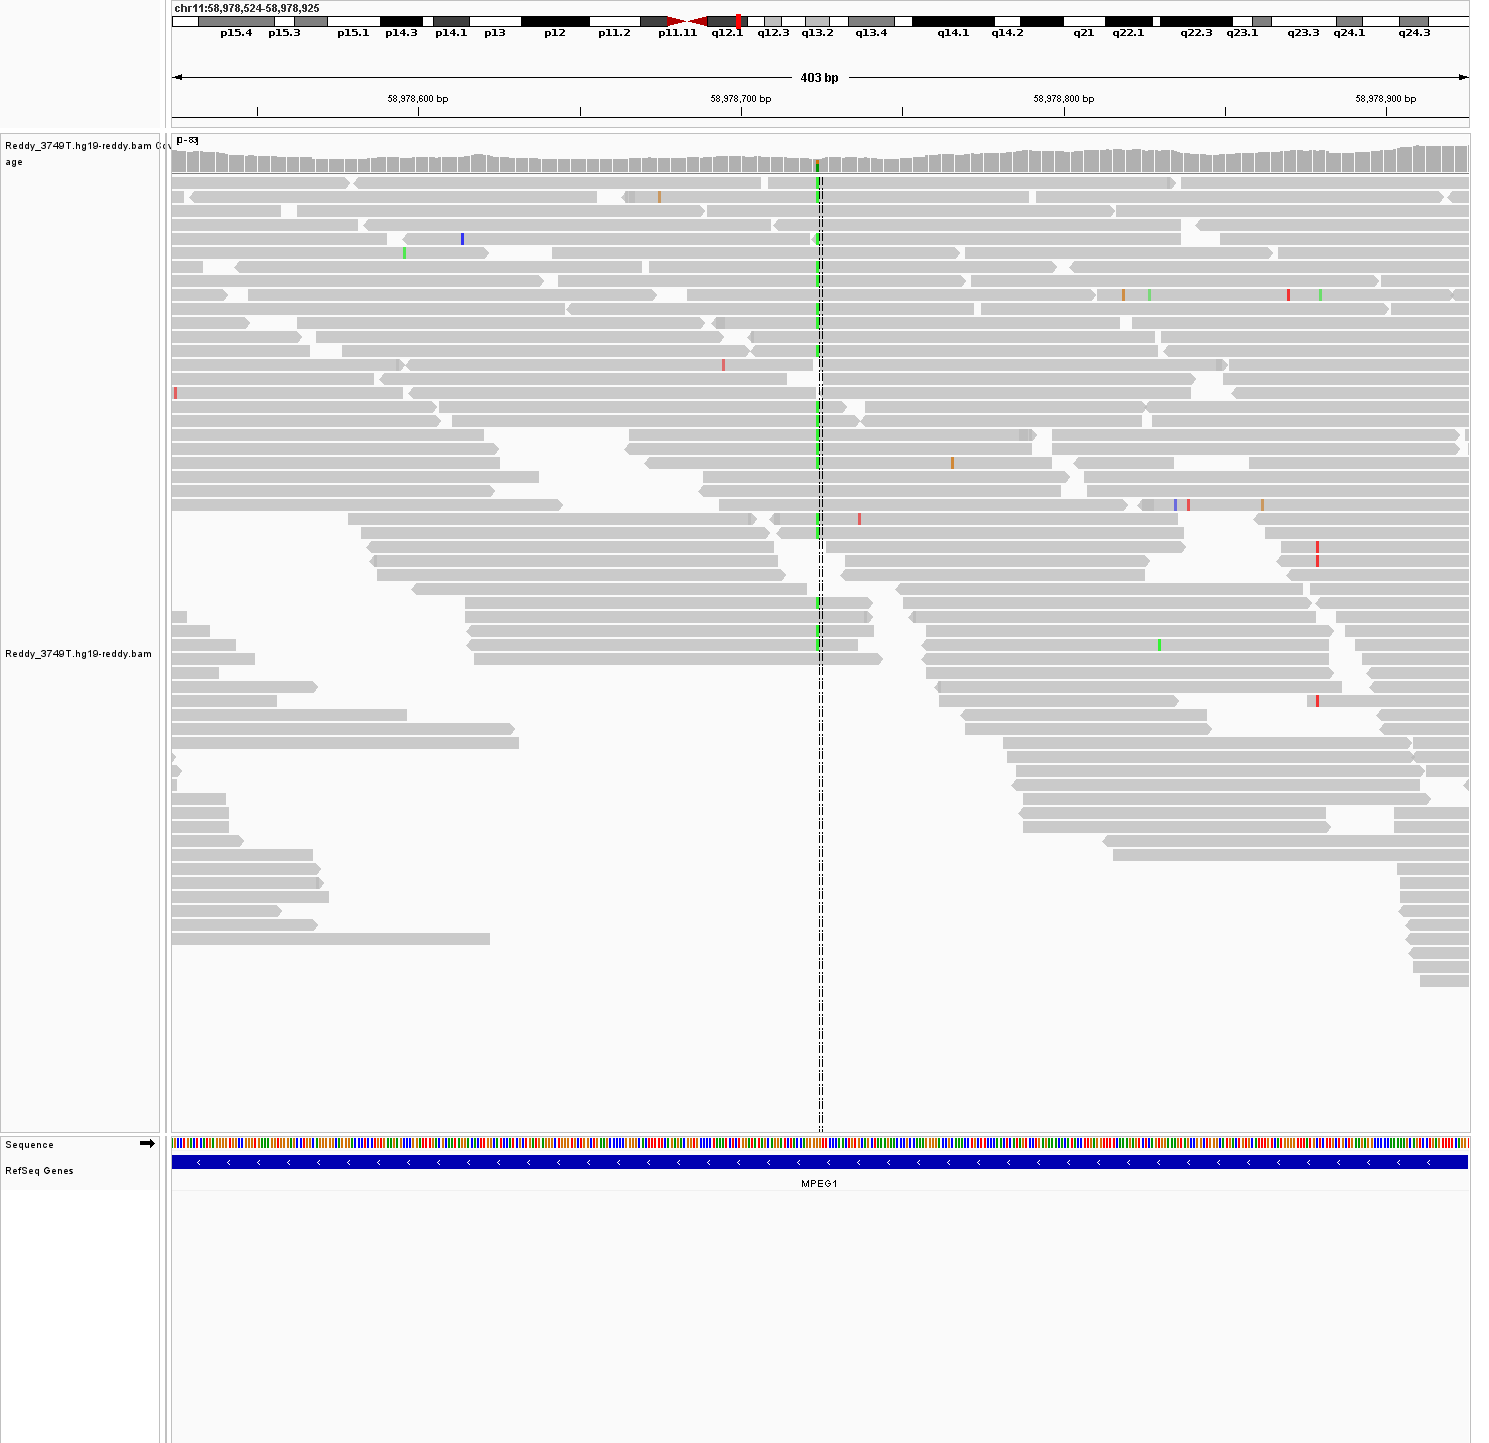 chr11:58,978,524-58,978,925
p15.4 p15.3 p15.1 p14.3 p14.1 p13 p12 p11.2 p11.11 q12.1 q12.3 q13.2 q13.4 q14.1 q14.2 q21 q22.1 q22.3 q23.1 q23.3 q24.1 q24.3
403 bp
58,978,600 bp 58,978,700 bp 58,978,800 bp 58,978,900 bp
[0 - 83]
Reddy_3749T.hg19-reddy.bam Cov
age
Reddy_3749T.hg19-reddy.bam
Sequence
RefSeq Genes
MPEG1